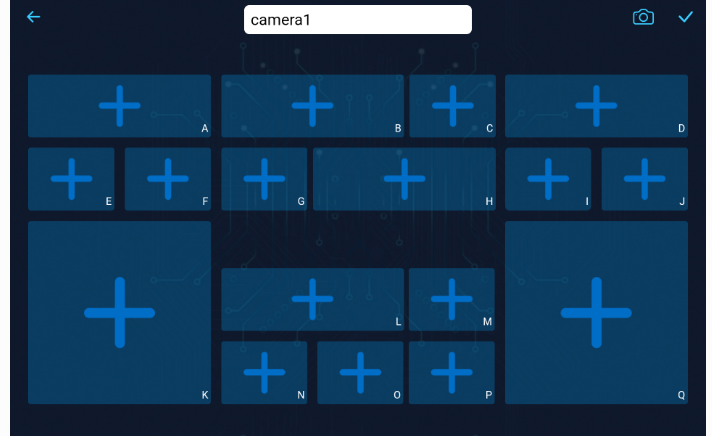 camera1
A B C D
E F G H I J
L M
K N O P Q